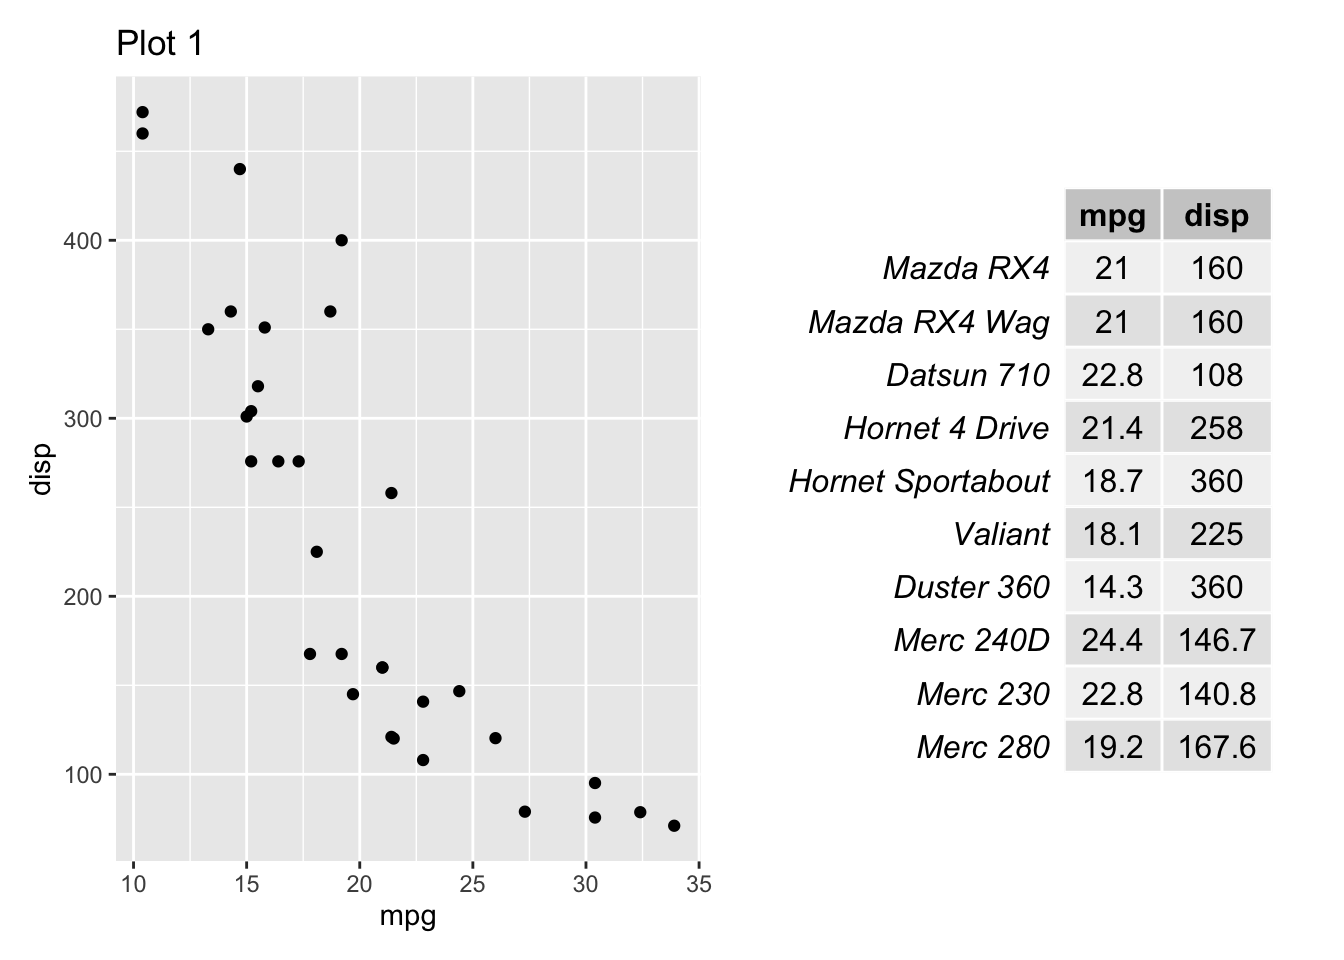 Plot 1
400
300
200
100
disp
10 15 20 25 30 35
mpg
mpg disp
Mazda RX4 21 160
Mazda RX4 Wag 21 160
Datsun 710 22.8 108
Hornet 4 Drive 21.4 258
Hornet Sportabout 18.7 360
Valiant 18.1 225
Duster 360 14.3 360
Merc 240D 24.4 146.7
Merc 230 22.8 140.8
Merc 280 19.2 167.6